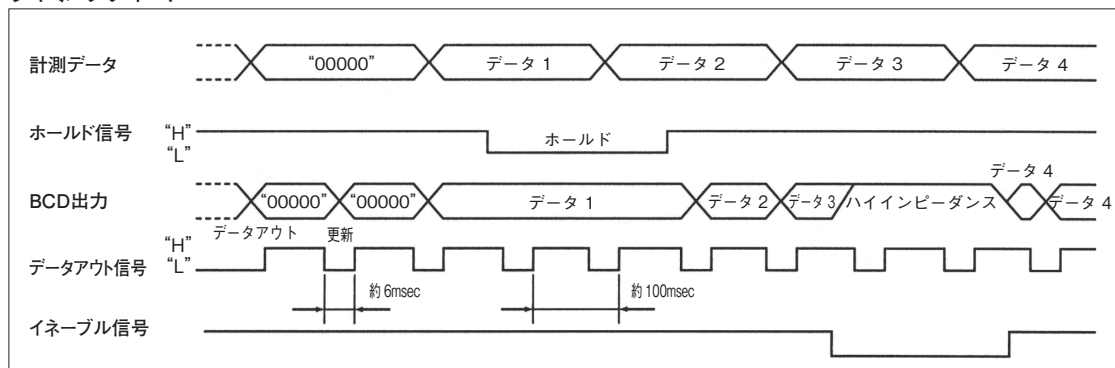 計測データ “00000” データ 1 データ 2 データ 3 データ 4
ホールド信号 “H” “L” ホールド
データ 4
BCD出力 “00000” “00000” データ 1 データ 2 データ 3 ハイインピーダンス データ 4
データアウト 更新
データアウト信号 “H” “L”
約 6msec 約 100msec
イネーブル信号